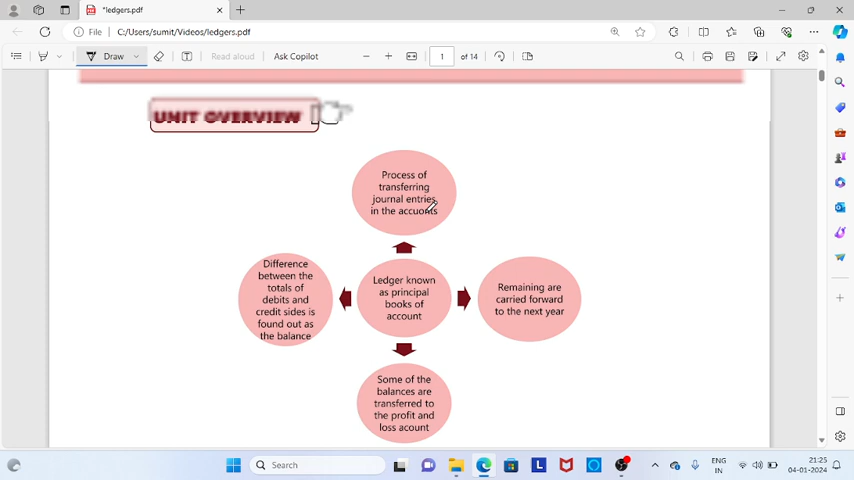 *ledgers.pdf
File
C:/Users/sumit/Videos/ledgers.pdf
Draw
Read aloud
Ask Copilot
1
of 14
UNIT OVERVIEW
Process of
transferring
journal entries
in the accuonts
Difference
between the
totals of
debits and
credit sides is
found out as
the balance
Ledger known
as principal
books of
account
Remaining are
carried forward
to the next year
Some of the
balances are
transferred to
the profit and
loss acount
Search
ENG
IN
21:25
04-01-2024